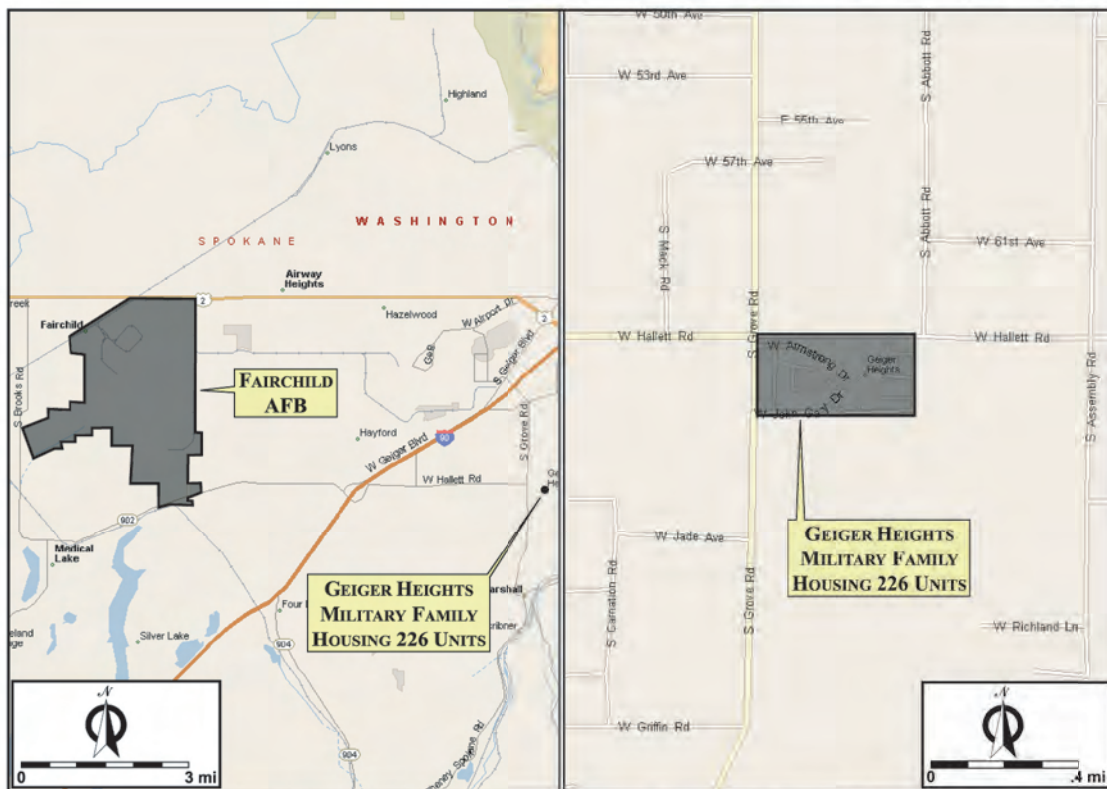 Highland
Lyons
WASHINGTON
SPOKANE
Airway
Heights
2
Fairchild
Hazelwood
W Airport Dr
2
S Geiger Blvd
S Brooks Rd
FAIRCHILD
AFB
Hayford
90
W Geiger Blvd
S Grove Rd
W Hallett Rd
902
Medical
Lake
GEIGER HEIGHTS
MILITARY FAMILY
HOUSING 226 UNITS
Four
Silver Lake
904
904
N
0 3 mi
W 50th Ave
W 53rd Ave
S Abbott Rd
E 55th Ave
W 57th Ave
S Mack Rd
S Abbott Rd
W 61st Ave
S Grove Rd
W Hallett Rd
W Hallett Rd
W Armstrong Dr
Geiger
Heights
S Assembly Rd
GEIGER HEIGHTS
MILITARY FAMILY
HOUSING 226 UNITS
W Jade Ave
S Carnation Rd
S Grove Rd
W Richland Ln
W Griffin Rd
N
0 .4 mi